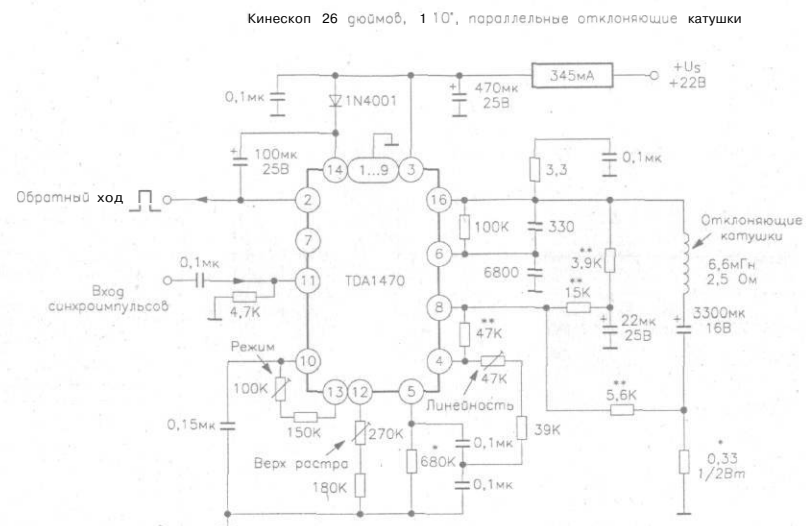 Кинескоп 26 дюймов, 110°, параллельные отклоняющие катушки
345мА
+Us
+22В
0,1мк
1N4001
470мк
25В
100мк
25В
14
1...9
3
3,3
0,1мк
Обратный ход
2
16
7
100К
330
Отклоняющие
катушки
6
3,9К
**
6,6мГн
2,5 Ом
0,1мк
11
TDA1470
6800
Вход
синхроимпульсов
4,7К
8
**
15К
**
47К
22мк
25В
3300мк
16В
Режим
10
4
47К
100К
13
12
5
Линейность
**
5,6К
0,15мк
150К
270К
*
680К
0,1мк
39К
Верх растра
*
0,33
1/2Вт
180К
0,1мк